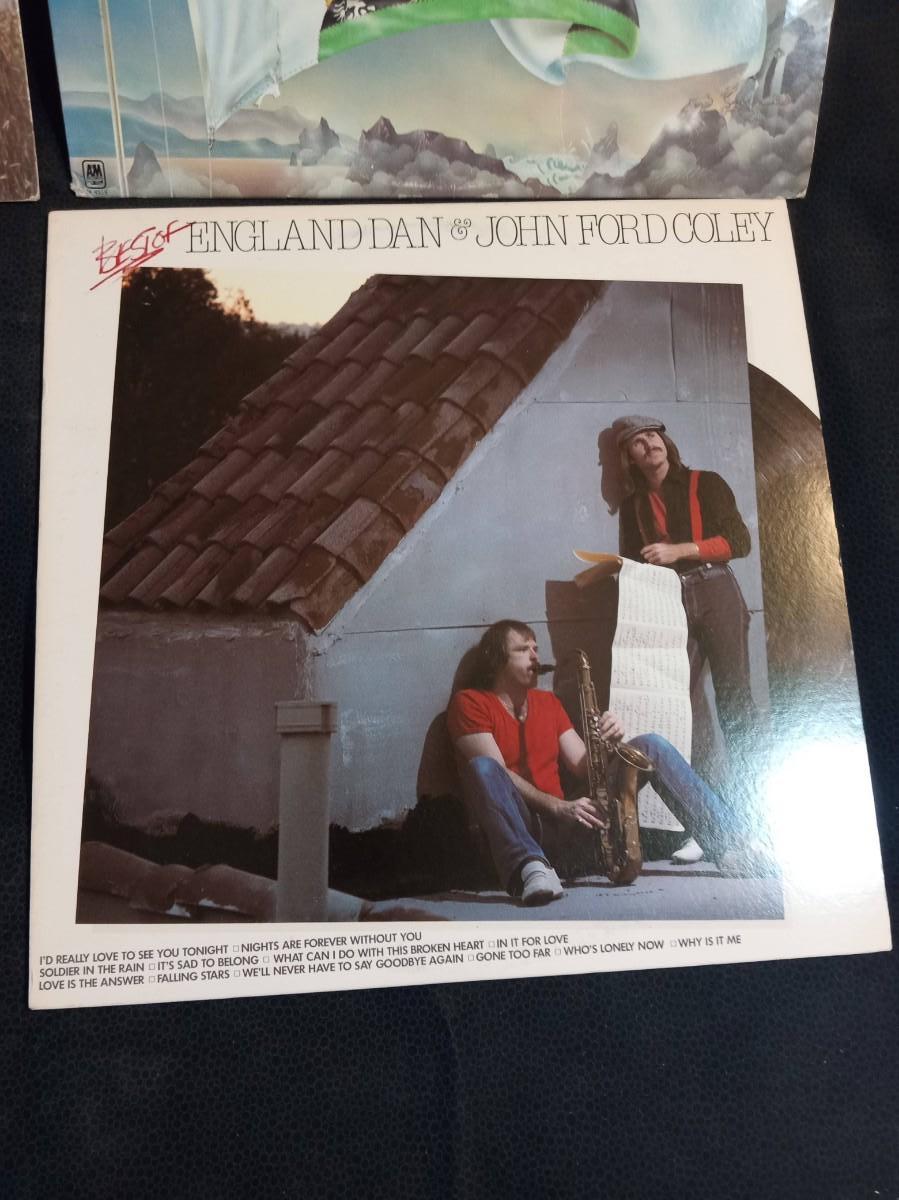 A&M
BEST OF ENGLAND DAN & JOHN FORD COLEY
I'D REALLY LOVE TO SEE YOU TONIGHT □ NIGHTS ARE FOREVER WITHOUT YOU
SOLDIER IN THE RAIN □ IT'S SAD TO BELONG □ WHAT CAN I DO WITH THIS BROKEN HEART □ IN IT FOR LOVE
LOVE IS THE ANSWER □ FALLING STARS □ WE'LL NEVER HAVE TO SAY GOODBYE AGAIN □ GONE TOO FAR □ WHO'S LONELY NOW □ WHY IS IT ME